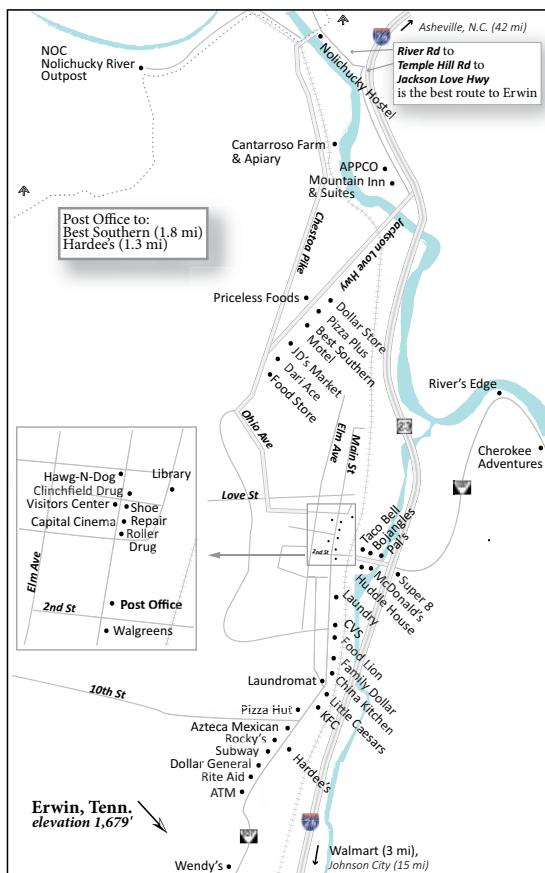 26
Asheville, N.C. (42 mi)
River Rd to
Temple Hill Rd to
Jackson Love Hwy
is the best route to Erwin
NOC
Nolichucky River
Outpost
Nolichucky Hostel
Cantarroso Farm
& Apiary
APPCO
Mountain Inn
& Suites
Post Office to:
Best Southern (1.8 mi)
Hardee's (1.3 mi)
Chestoa Pike
Jackson Love Hwy
Priceless Foods
Dollar Store
Pizza Plus
Best Southern
Motel
JD's Market
Dari Ace
Food Store
River's Edge
Ohio Ave
Elm Ave
Main St
23
Cherokee
Adventures
Hawg-N-Dog
Library
Clinchfield Drug
Visitors Center
Shoe
Repair
Capital Cinema
Roller
Drug
Elm Ave
Post Office
2nd St
Walgreens
Love St
2nd St
Taco Bell
Bojangles
Pal's
Super 8
McDonald's
Huddle House
Laundry
CVS
Food Lion
Family Dollar
China Kitchen
Little Caesars
KFC
Laundromat
10th St
Pizza Hut
Azteca Mexican
Rocky's
Subway
Dollar General
Rite Aid
ATM
Hardee's
Erwin, Tenn.
elevation 1,679'
26
Walmart (3 mi),
Johnson City (15 mi)
Wendy's